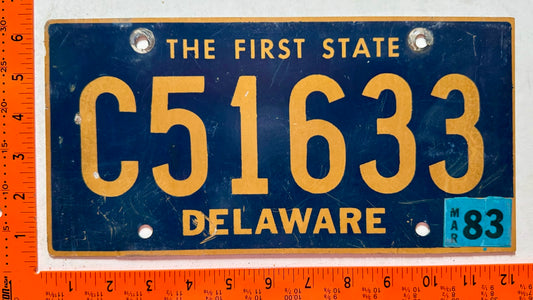 THE FIRST STATE
C51633
DELAWARE
MAR 83